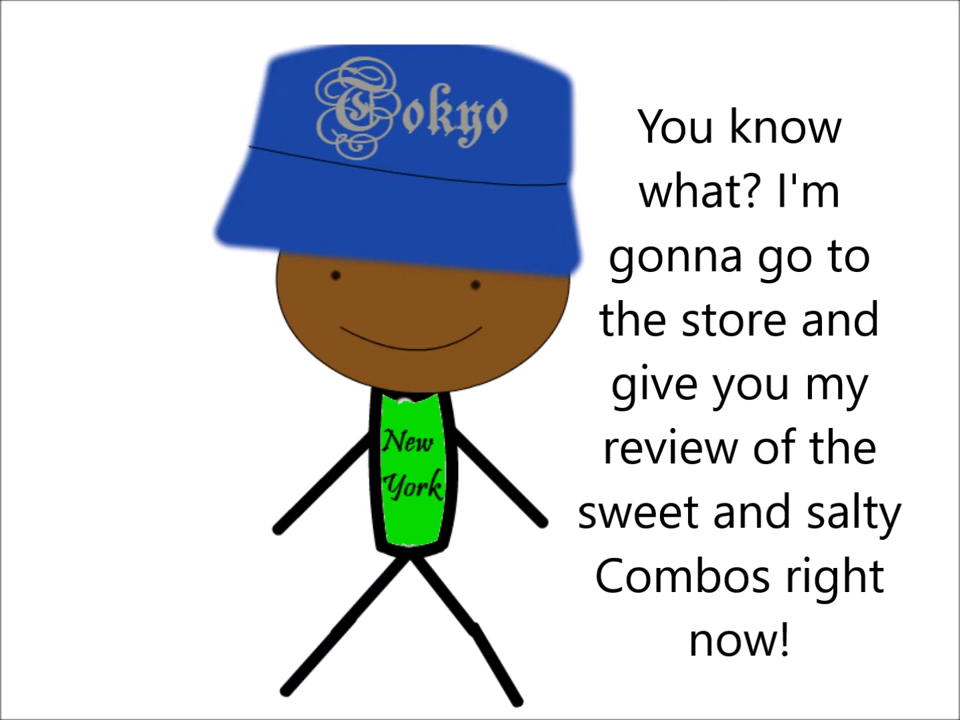 Tokyo
New
York
You know
what? I'm
gonna go to
the store and
give you my
review of the
sweet and salty
Combos right
now!